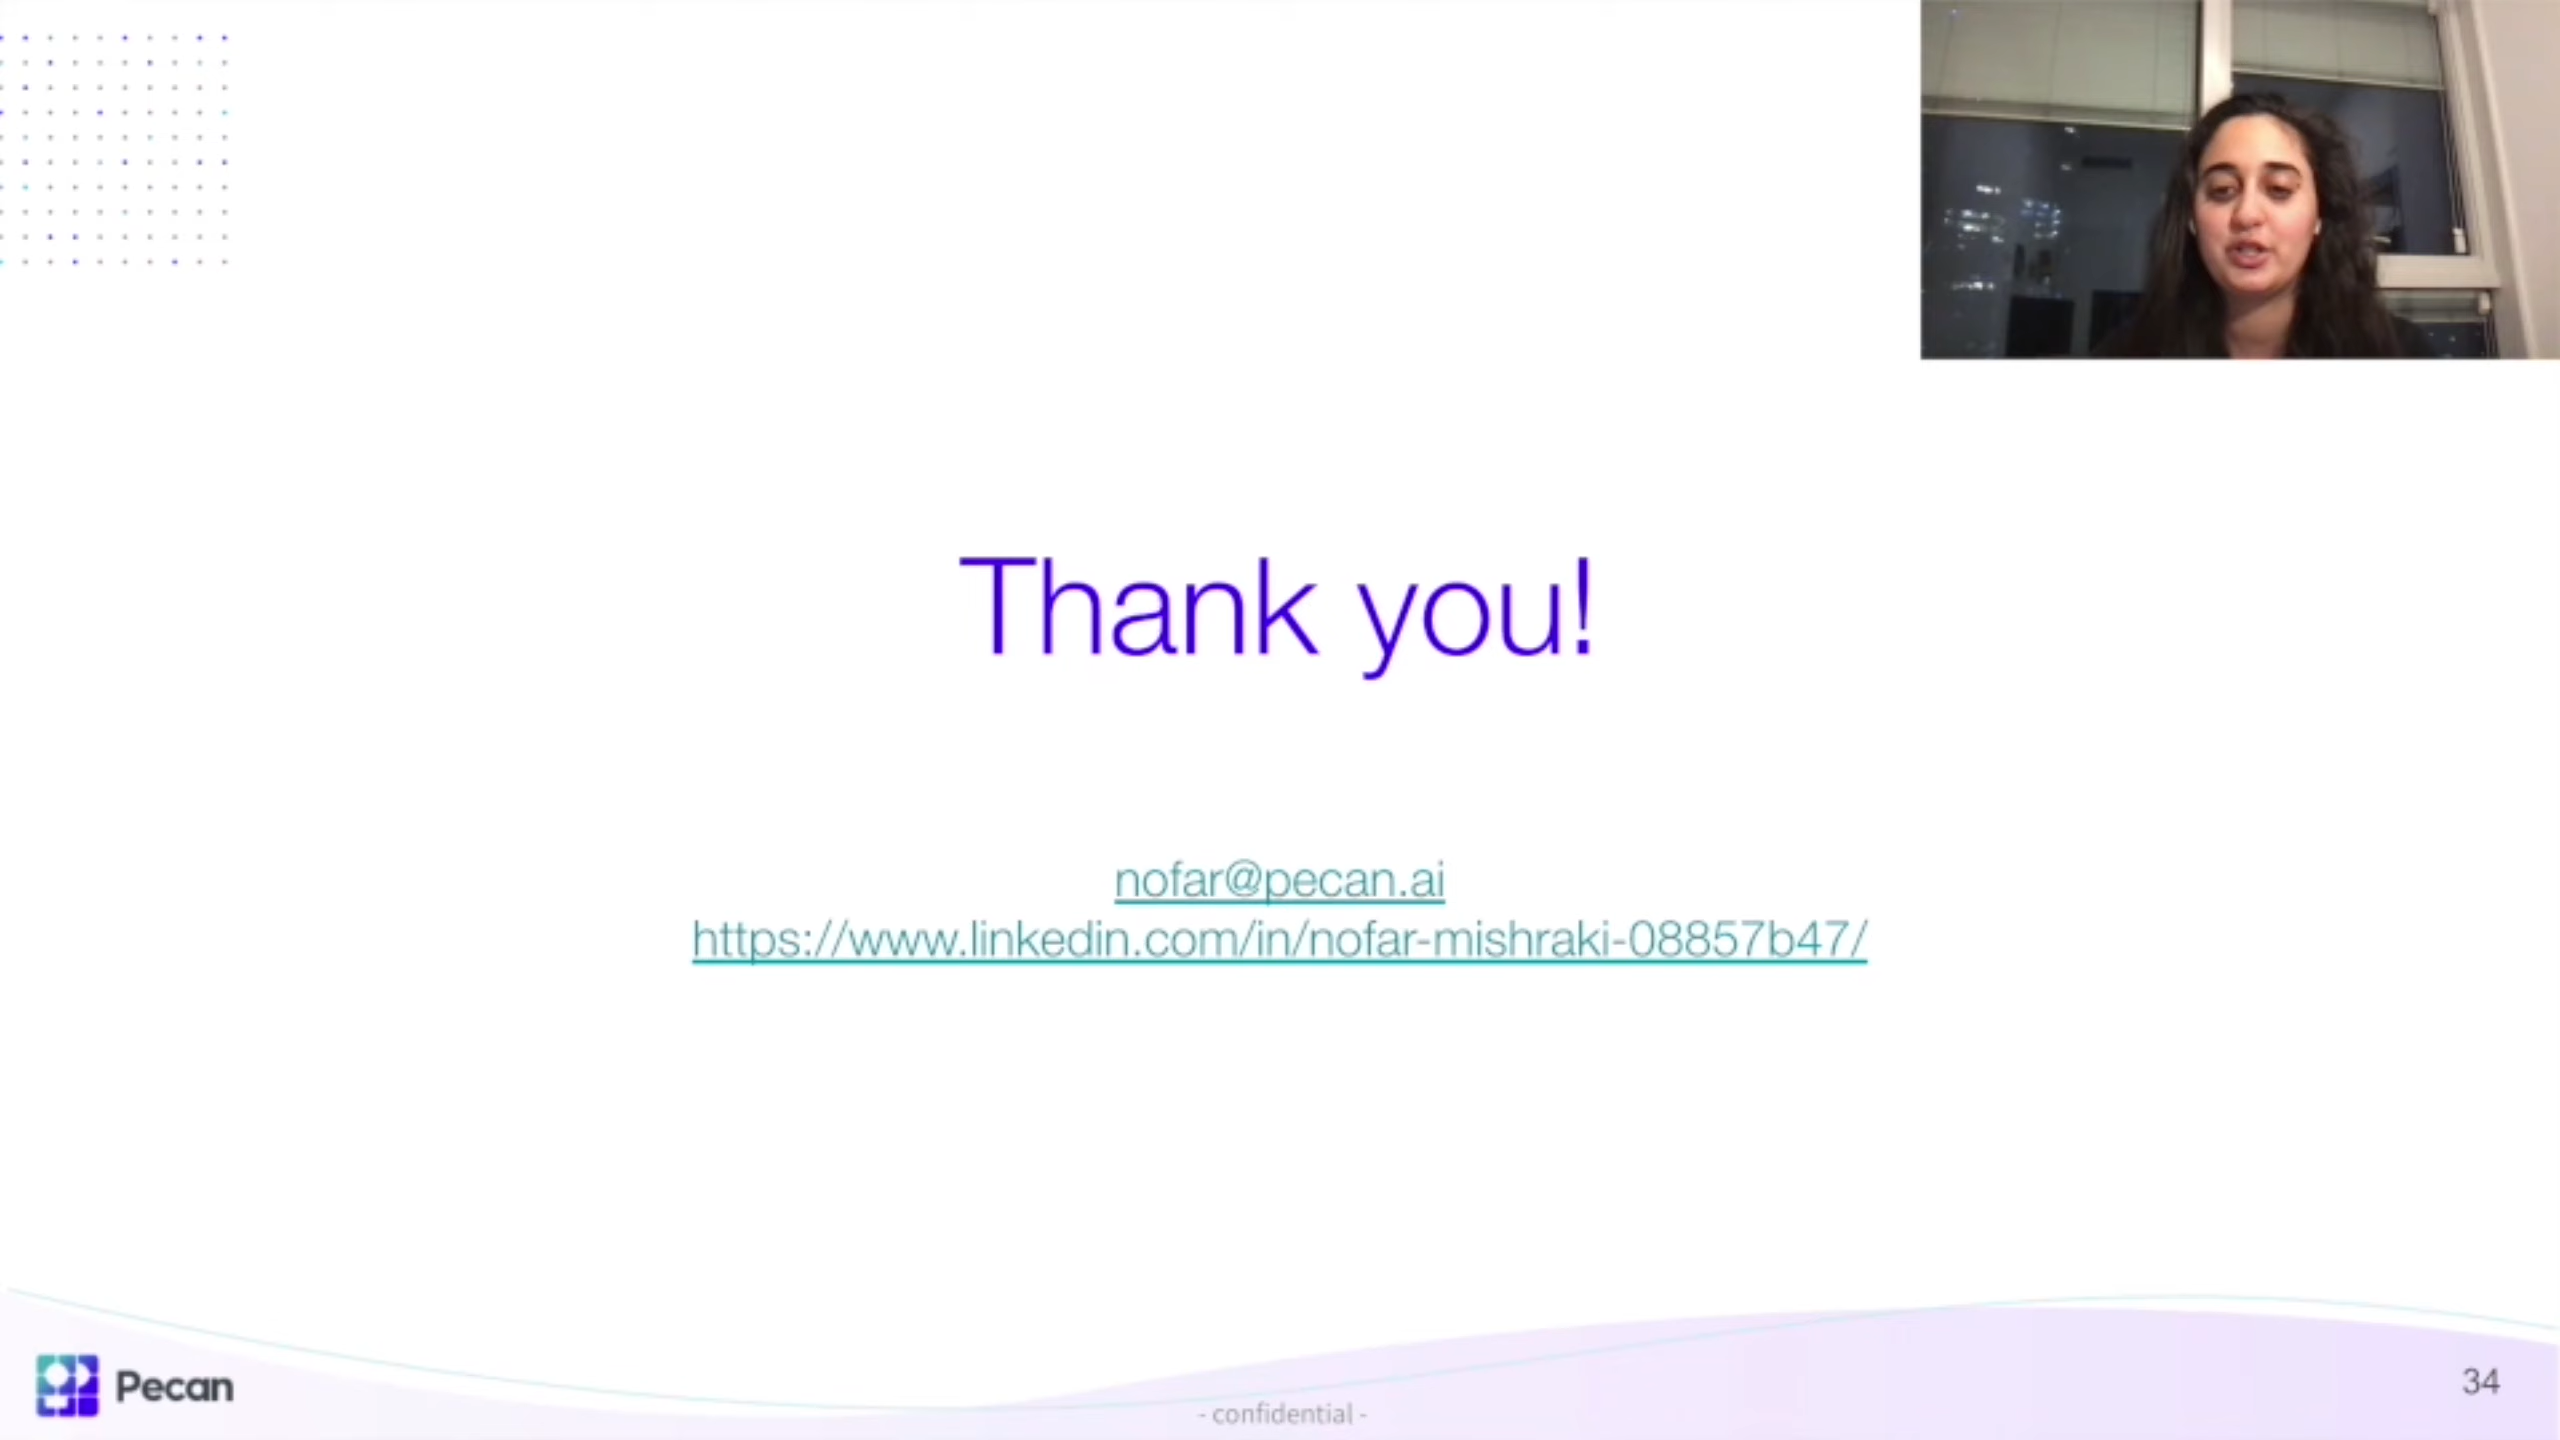 Thank you!
nofar@pecan.ai
https://www.linkedin.com/in/nofar-mishraki-08857b47/
Pecan
- confidential -
34